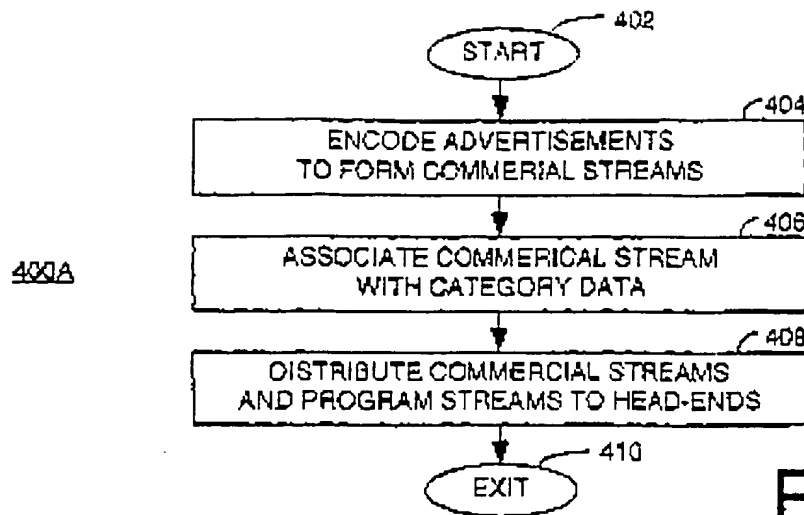 402
START
404
ENCODE ADVERTISEMENTS
TO FORM COMMERIAL STREAMS
406
400A
ASSOCIATE COMMERICAL STREAM
WITH CATEGORY DATA
408
DISTRIBUTE COMMERCIAL STREAMS
AND PROGRAM STREAMS TO HEAD-ENDS
410
EXIT